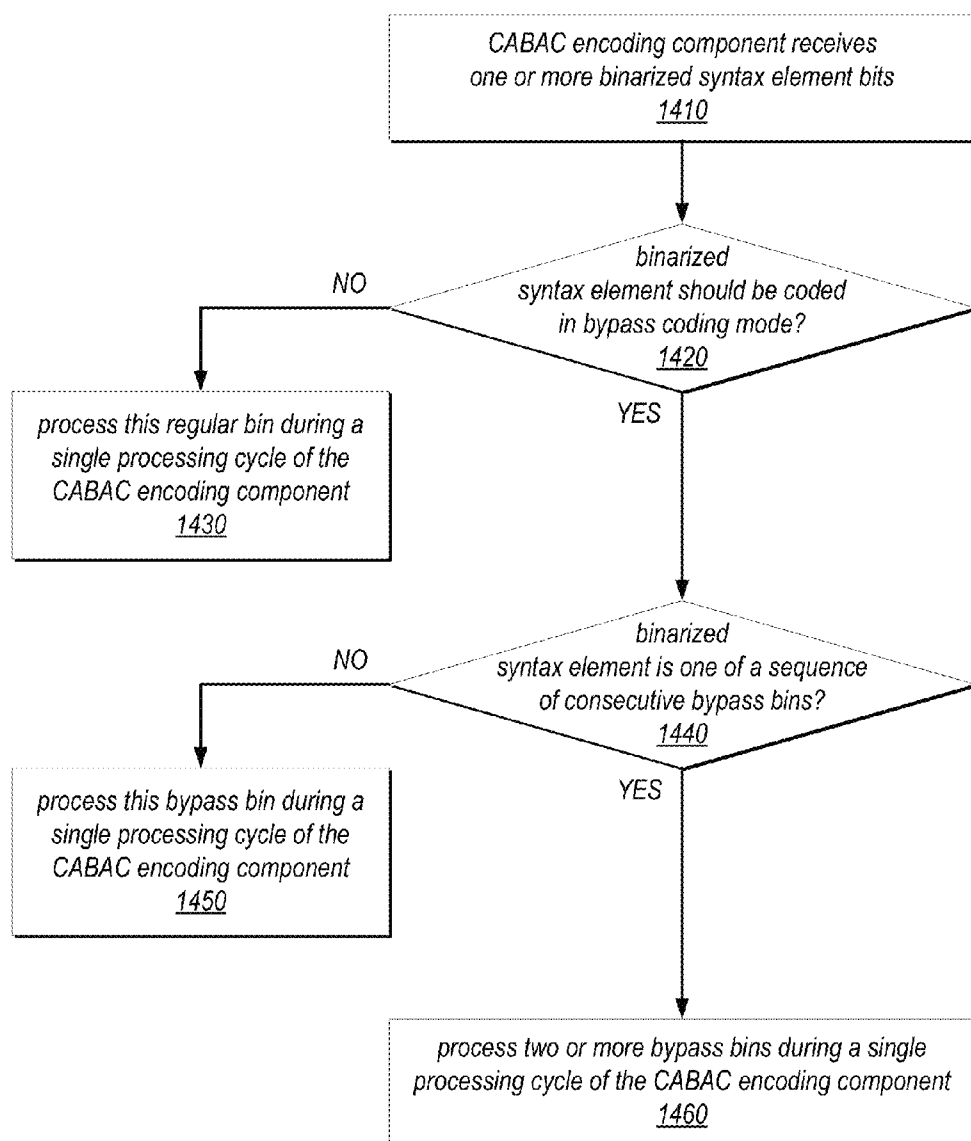 CABAC encoding component receives
one or more binarized syntax element bits
1410
binarized
syntax element should be coded
in bypass coding mode?
1420
NO
YES
process this regular bin during a
single processing cycle of the
CABAC encoding component
1430
binarized
syntax element is one of a sequence
of consecutive bypass bins?
1440
NO
YES
process this bypass bin during a
single processing cycle of the
CABAC encoding component
1450
process two or more bypass bins during a single
processing cycle of the CABAC encoding component
1460